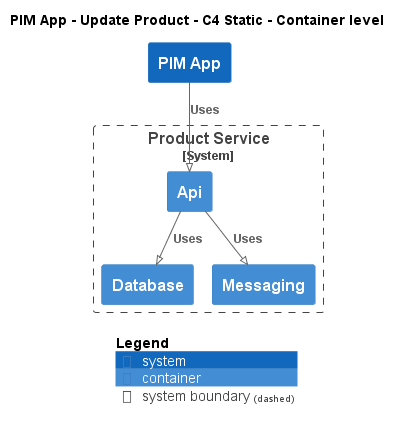 PIM App - Update Product - C4 Static - Container level
PIM App
Uses
Product Service
[System]
Api
Uses
Uses
Database
Messaging
Legend
system
container
system boundary (dashed)